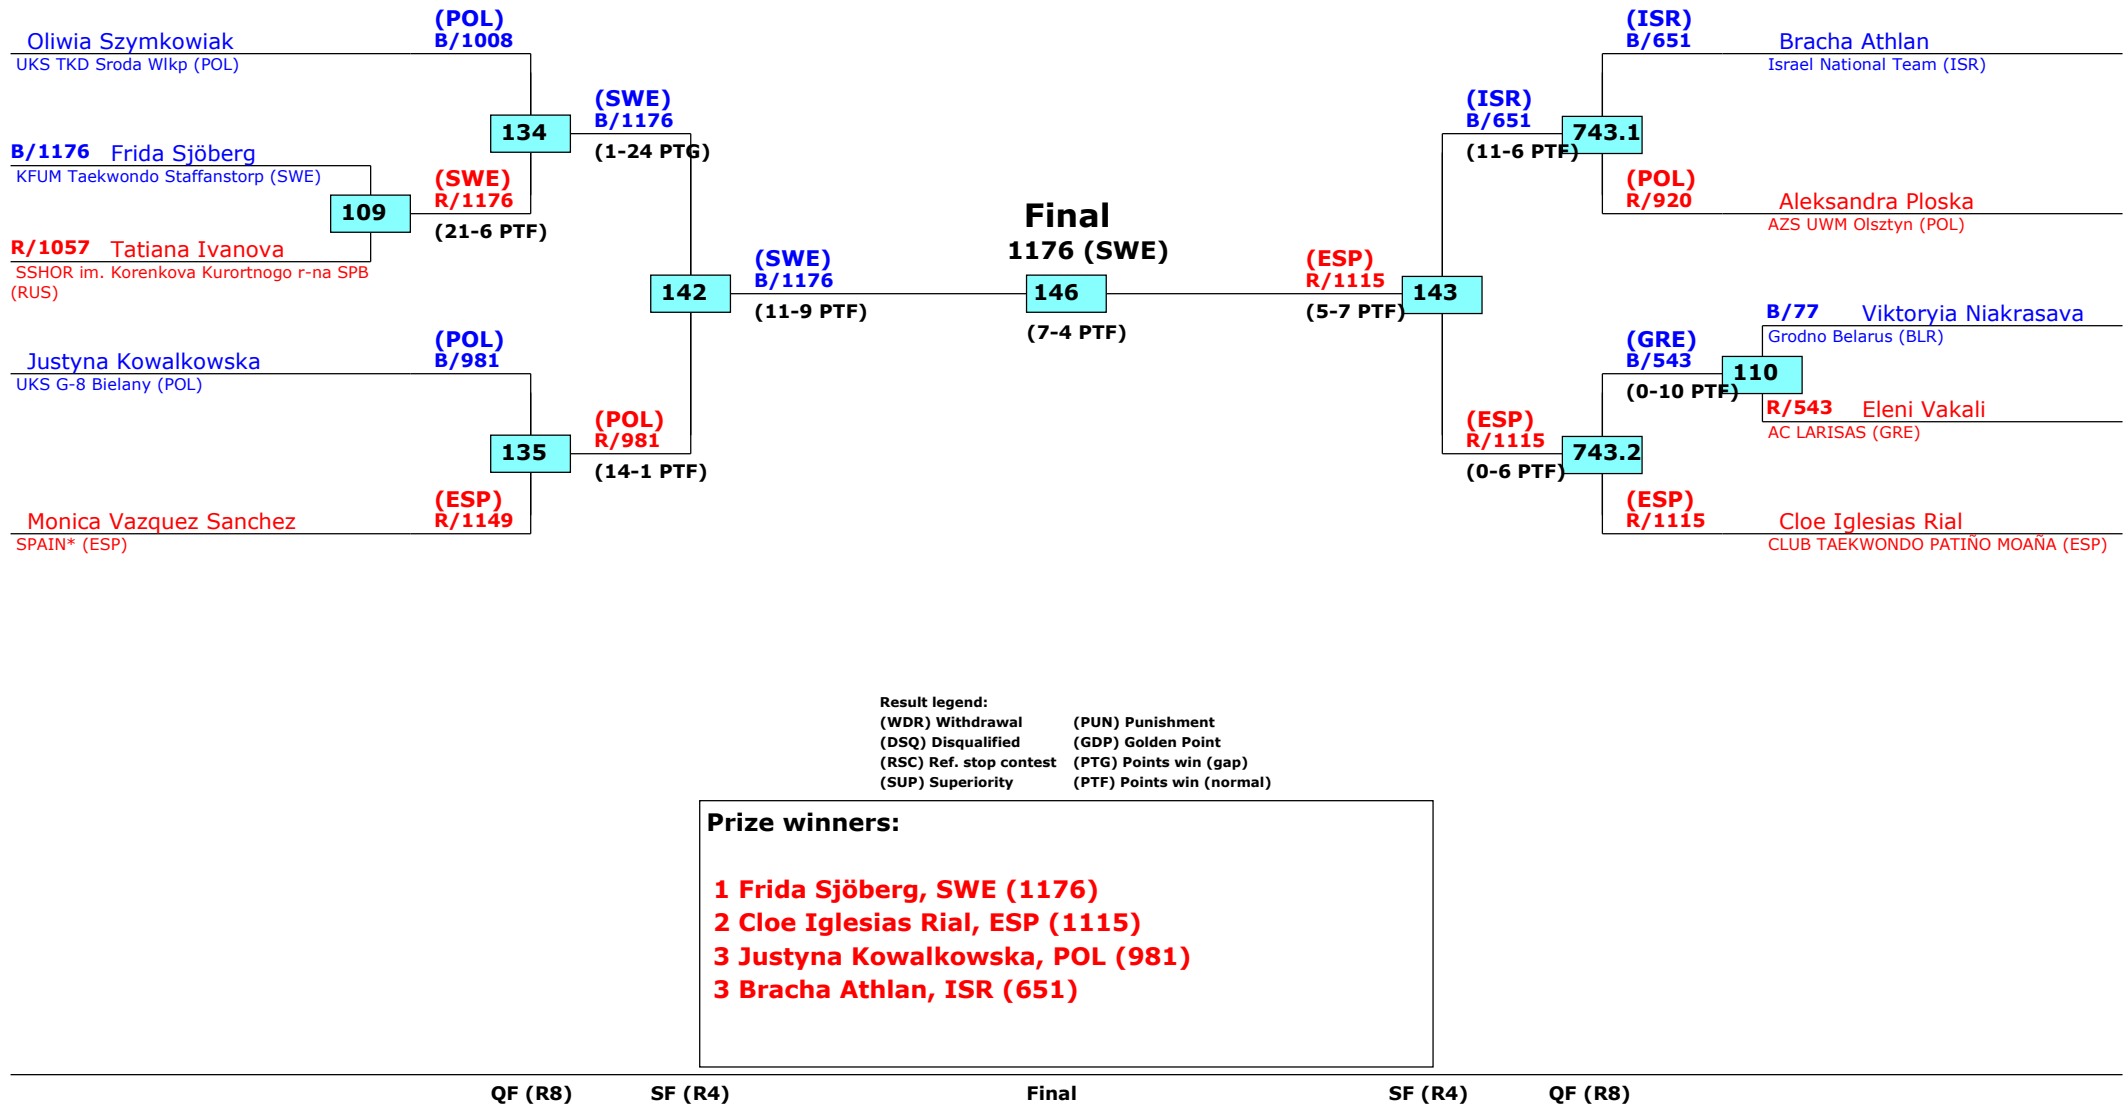 (POL)
Oliwia Szymkowiak B/1008
UKS TKD Sroda Wlkp (POL)
134
(SWE)
B/1176
(1-24 PTG)
B/1176 Frida Sjöberg
KFUM Taekwondo Staffanstorp (SWE)
109
(SWE)
R/1176
(21-6 PTF)
R/1057 Tatiana Ivanova
SSHOR im. Korenkova Kurortnogo r-na SPB
(RUS)
142
(SWE)
B/1176
(11-9 PTF)
(POL)
Justyna Kowalkowska B/981
UKS G-8 Bielany (POL)
135
(POL)
R/981
(14-1 PTF)
(ESP)
Monica Vazquez Sanchez R/1149
SPAIN* (ESP)
Final
1176 (SWE)
146
(7-4 PTF)
(ESP)
R/1115
(5-7 PTF)
143
(ISR)
B/651
(11-6 PTF)
743.1
(ISR)
B/651 Bracha Athlan
Israel National Team (ISR)
(POL)
R/920 Aleksandra Ploska
AZS UWM Olsztyn (POL)
B/77 Viktoryia Niakrasava
Grodno Belarus (BLR)
(GRE)
B/543
(0-10 PTF)
110
R/543 Eleni Vakali
AC LARISAS (GRE)
(ESP)
R/1115
(0-6 PTF)
743.2
(ESP)
R/1115 Cloe Iglesias Rial
CLUB TAEKWONDO PATIÑO MOAÑA (ESP)
Result legend:
(WDR) Withdrawal (PUN) Punishment
(DSQ) Disqualified (GDP) Golden Point
(RSC) Ref. stop contest (PTG) Points win (gap)
(SUP) Superiority (PTF) Points win (normal)
Prize winners:
1 Frida Sjöberg, SWE (1176)
2 Cloe Iglesias Rial, ESP (1115)
3 Justyna Kowalkowska, POL (981)
3 Bracha Athlan, ISR (651)
QF (R8) SF (R4) Final SF (R4) QF (R8)